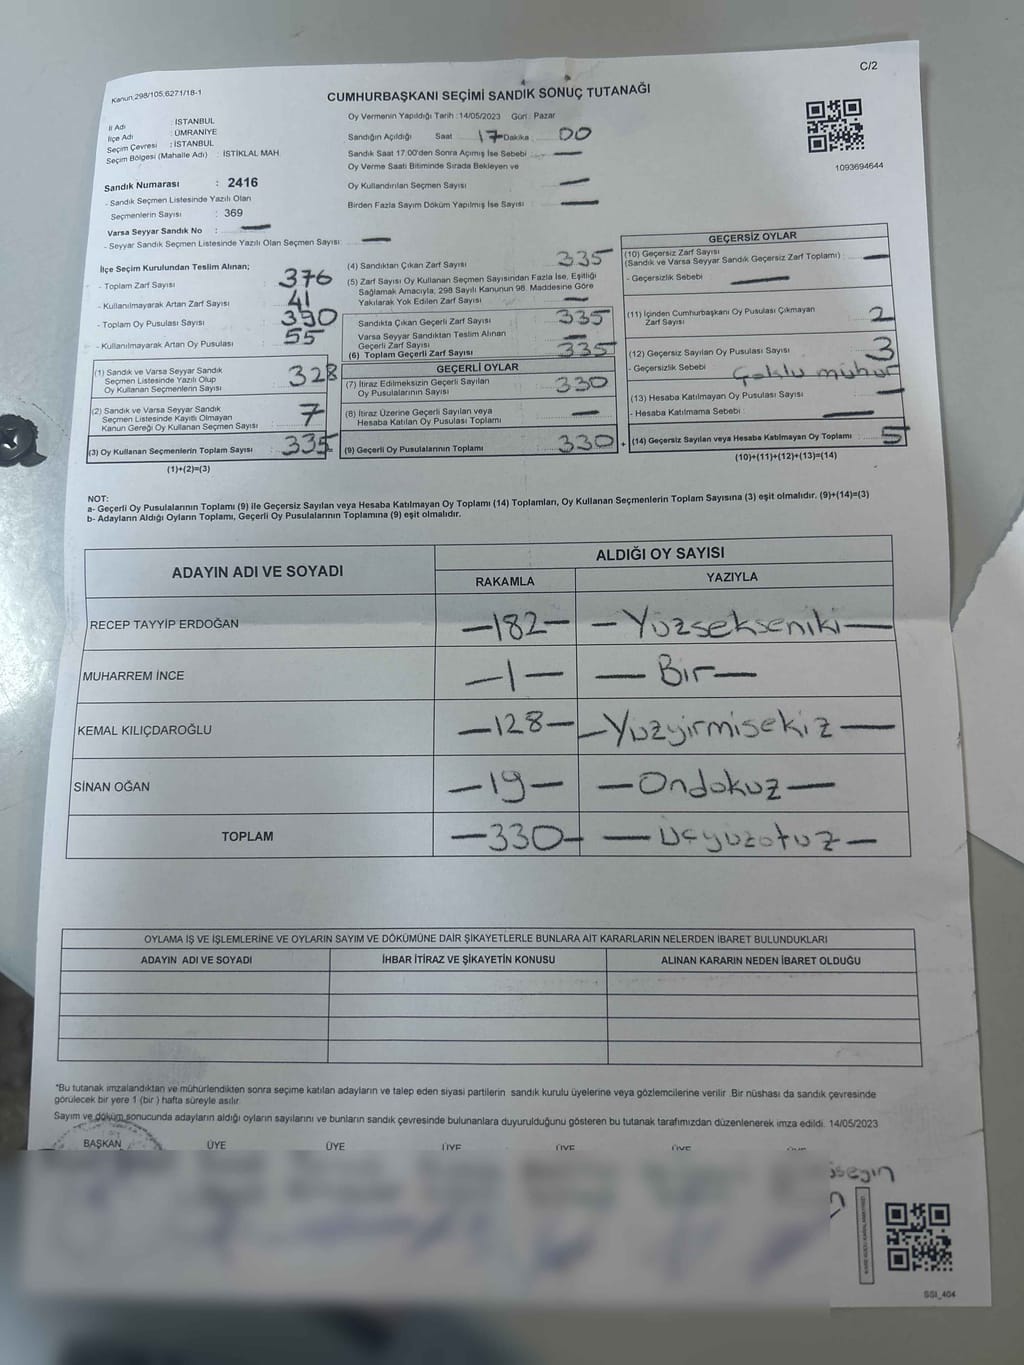 C/2
Kanun:298/105,6271/18-1
CUMHURBAŞKANI SEÇİMİ SANDIK SONUÇ TUTANAĞI
İl Adı : İSTANBUL
İlçe Adı : ÜMRANİYE
Seçim Çevresi : İSTANBUL
Seçim Bölgesi (Mahalle Adı) : İSTİKLAL MAH.
Sandık Numarası : 2416
- Sandık Seçmen Listesinde Yazılı Olan
Seçmenlerin Sayısı : 369
Varsa Seyyar Sandık No : —
- Seyyar Sandık Seçmen Listesinde Yazılı Olan Seçmen Sayısı: —
Oy Vermenin Yapıldığı Tarih :14/05/2023 Gün : Pazar
Sandığın Açıldığı Saat 17 Dakika 00
Sandık Saat 17:00'den Sonra Açımış İse Sebebi —
Oy Verme Saati Bitiminde Sırada Bekleyen ve
Oy Kullandırılan Seçmen Sayısı —
Birden Fazla Sayım Döküm Yapılmış İse Sayısı —
1093694644
İlçe Seçim Kurulundan Teslim Alınan;
- Toplam Zarf Sayısı 376
- Kullanılmayarak Artan Zarf Sayısı 41
- Toplam Oy Pusulası Sayısı 390
- Kullanılmayarak Artan Oy Pusulası 55
(1) Sandık ve Varsa Seyyar Sandık
Seçmen Listesinde Yazılı Olup
Oy Kullanan Seçmenlerin Sayısı 328
(2) Sandık ve Varsa Seyyar Sandık
Seçmen Listesinde Kayıtlı Olmayan
Kanun Gereği Oy Kullanan Seçmen Sayısı 7
(3) Oy Kullanan Seçmenlerin Toplam Sayısı 335
(1)+(2)=(3)
(4) Sandıktan Çıkan Zarf Sayısı 335
(5) Zarf Sayısı Oy Kullanan Seçmen Sayısından Fazla İse, Eşitliği
Sağlamak Amacıyla, 298 Sayılı Kanunun 98. Maddesine Göre
Yakılarak Yok Edilen Zarf Sayısı —
Sandıkta Çıkan Geçerli Zarf Sayısı 335
Varsa Seyyar Sandıktan Teslim Alınan
Geçerli Zarf Sayısı —
(6) Toplam Geçerli Zarf Sayısı 335
GEÇERLİ OYLAR
(7) İtiraz Edilmeksizin Geçerli Sayılan
Oy Pusulasının Sayısı 330
(8) İtiraz Üzerine Geçerli Sayılan veya
Hesaba Katılan Oy Pusulası Toplamı —
(9) Geçerli Oy Pusulalarının Toplamı 330 +
GEÇERSİZ OYLAR
(10) Geçersiz Zarf Sayısı
(Sandık ve Varsa Seyyar Sandık Geçersiz Zarf Toplamı) : —
- Geçersizlik Sebebi : —
(11) İçinden Cumhurbaşkanı Oy Pusulası Çıkmayan
Zarf Sayısı 2
(12) Geçersiz Sayılan Oy Pusulası Sayısı 3
- Geçersizlik Sebebi : Çoklu mühür
(13) Hesaba Katılmayan Oy Pusulası Sayısı —
- Hesaba Katılmama Sebebi : —
(14) Geçersiz Sayılan veya Hesaba Katılmayan Oy Toplamı 5
(10)+(11)+(12)+(13)=(14)
NOT:
a- Geçerli Oy Pusulalarının Toplamı (9) ile Geçersiz Sayılan veya Hesaba Katılmayan Oy Toplamı (14) Toplamları, Oy Kullanan Seçmenlerin Toplam Sayısına (3) eşit olmalıdır. (9)+(14)=(3)
b- Adayların Aldığı Oyların Toplamı, Geçerli Oy Pusulalarının Toplamına (9) eşit olmalıdır.
ADAYIN ADI VE SOYADI ALDIĞI OY SAYISI
RAKAMLA YAZIYLA
RECEP TAYYİP ERDOĞAN —182— —Yüzsekseniki—
MUHARREM İNCE —1— —Bir—
KEMAL KILIÇDAROĞLU —128— —Yüzyirmisekiz—
SİNAN OĞAN —19— —Ondokuz—
TOPLAM —330— —Üçyüzotuz—
OYLAMA İŞ VE İŞLEMLERİNE VE OYLARIN SAYIM VE DÖKÜMÜNE DAİR ŞİKAYETLERLE BUNLARA AİT KARARLARIN NELERDEN İBARET BULUNDUKLARI
ADAYIN ADI VE SOYADI İHBAR İTİRAZ VE ŞİKAYETİN KONUSU ALINAN KARARIN NEDEN İBARET OLDUĞU
*Bu tutanak imzalandıktan ve mühürlendikten sonra seçime katılan adayların ve talep eden siyasi partilerin sandık kurulu üyelerine veya gözlemcilerine verilir. Bir nüshası da sandık çevresinde
görülecek bir yere 1 (bir ) hafta süreyle asılır
Sayım ve döküm sonucunda adayların aldığı oyların sayılarını ve bunların sandık çevresinde bulunanlara duyurulduğunu gösteren bu tutanak tarafımızdan düzenlenerek imza edildi. 14/05/2023
BAŞKAN ÜYE ÜYE ÜYE ÜYE ÜYE
SSI_404